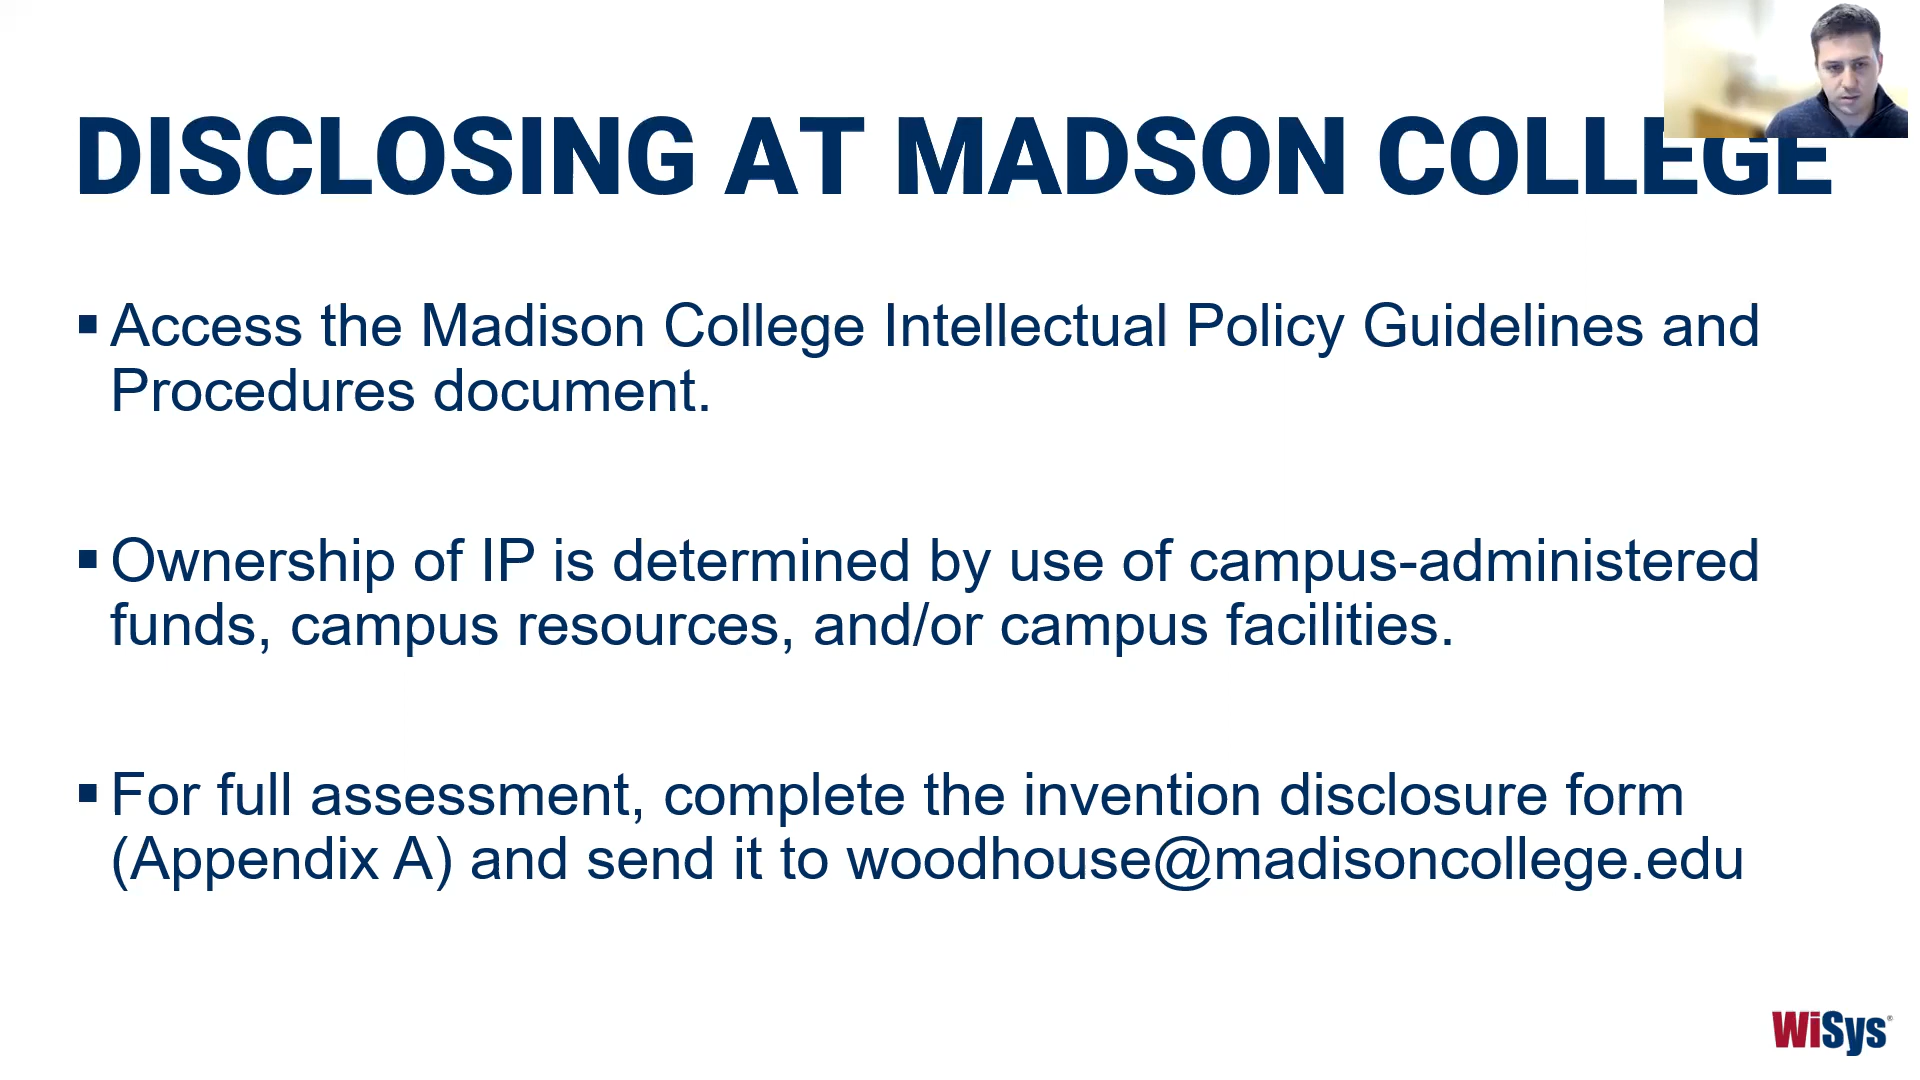 DISCLOSING AT MADSON COLLEGE
▪ Access the Madison College Intellectual Policy Guidelines and
Procedures document.
▪ Ownership of IP is determined by use of campus-administered
funds, campus resources, and/or campus facilities.
▪ For full assessment, complete the invention disclosure form
(Appendix A) and send it to woodhouse@madisoncollege.edu
WiSys®